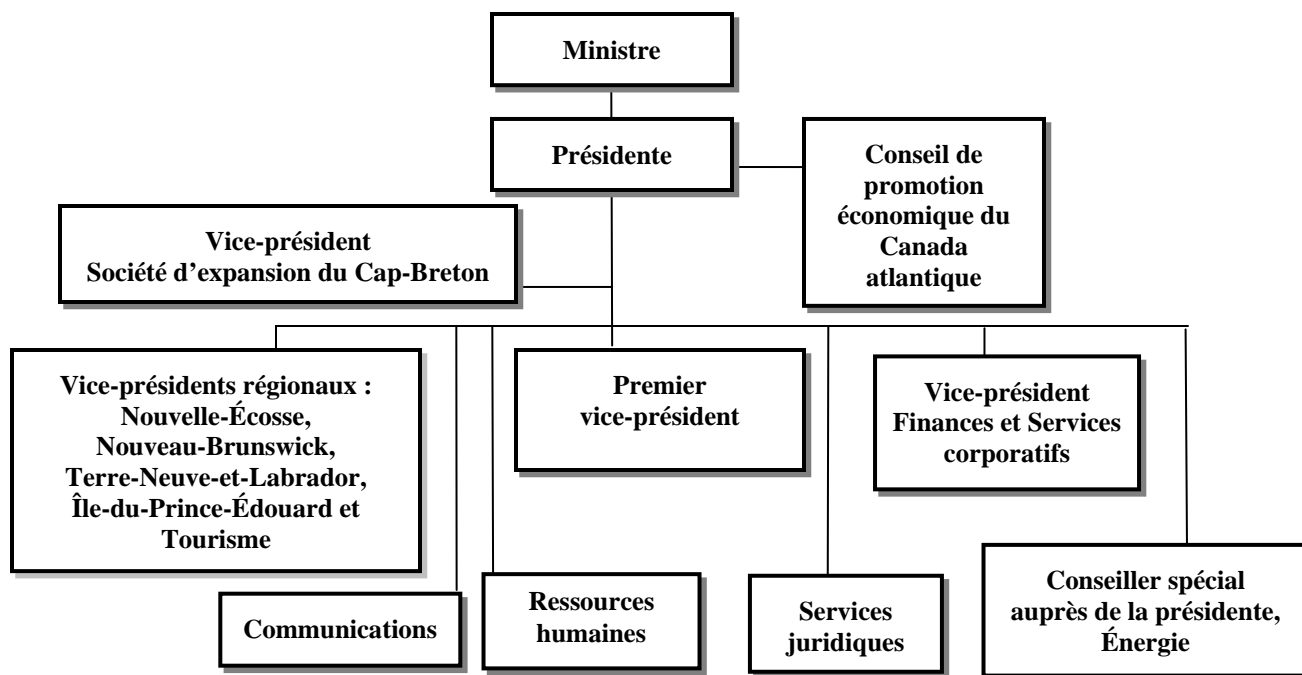 Ministre
Présidente
Conseil de
promotion
économique du
Canada
atlantique
Vice-président
Société d'expansion du Cap-Breton
Vice-présidents régionaux :
Nouvelle-Écosse,
Nouveau-Brunswick,
Terre-Neuve-et-Labrador,
Île-du-Prince-Édouard et
Tourisme
Premier
vice-président
Vice-président
Finances et Services
corporatifs
Communications
Ressources
humaines
Services
juridiques
Conseiller spécial
auprès de la présidente,
Énergie